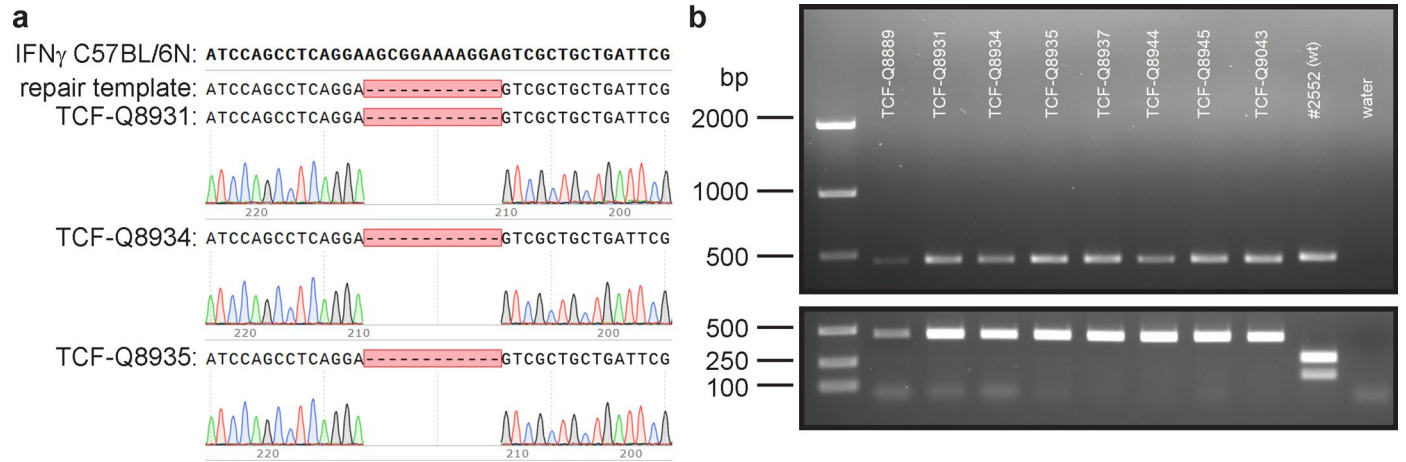 a
IFNγ C57BL/6N: ATCCAGCCTCAGGAAGCGGAAAAGGAGTCGCTGCTGATTCG
repair template: ATCCAGCCTCAGGA------------GTCGCTGCTGATTCG
TCF-Q8931: ATCCAGCCTCAGGA------------GTCGCTGCTGATTCG
220 210 200
TCF-Q8934: ATCCAGCCTCAGGA------------GTCGCTGCTGATTCG
220 210 200
TCF-Q8935: ATCCAGCCTCAGGA------------GTCGCTGCTGATTCG
220 210 200
b
bp
2000
1000
500
500
250
100
TCF-Q8889
TCF-Q8931
TCF-Q8934
TCF-Q8935
TCF-Q8937
TCF-Q8944
TCF-Q8945
TCF-Q9043
#2552 (wt)
water